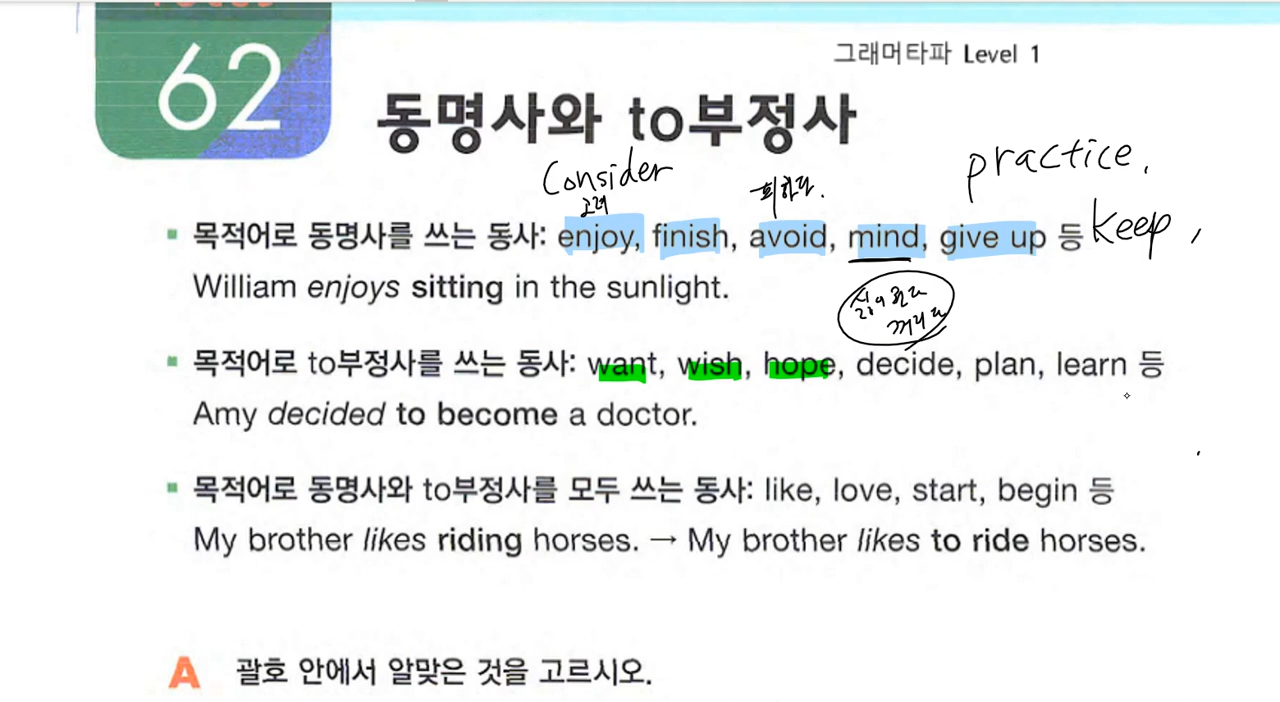 Focus
62
그래머타파 Level 1
동명사와 to부정사
Consider
고려
피하다.
practice,
목적어로 동명사를 쓰는 동사: enjoy, finish, avoid, mind, give up 등
keep,
William enjoys sitting in the sunlight.
싫어하다
꺼리다
목적어로 to부정사를 쓰는 동사: want, wish, hope, decide, plan, learn 등
Amy decided to become a doctor.
목적어로 동명사와 to부정사를 모두 쓰는 동사: like, love, start, begin 등
My brother likes riding horses. → My brother likes to ride horses.
A 괄호 안에서 알맞은 것을 고르시오.